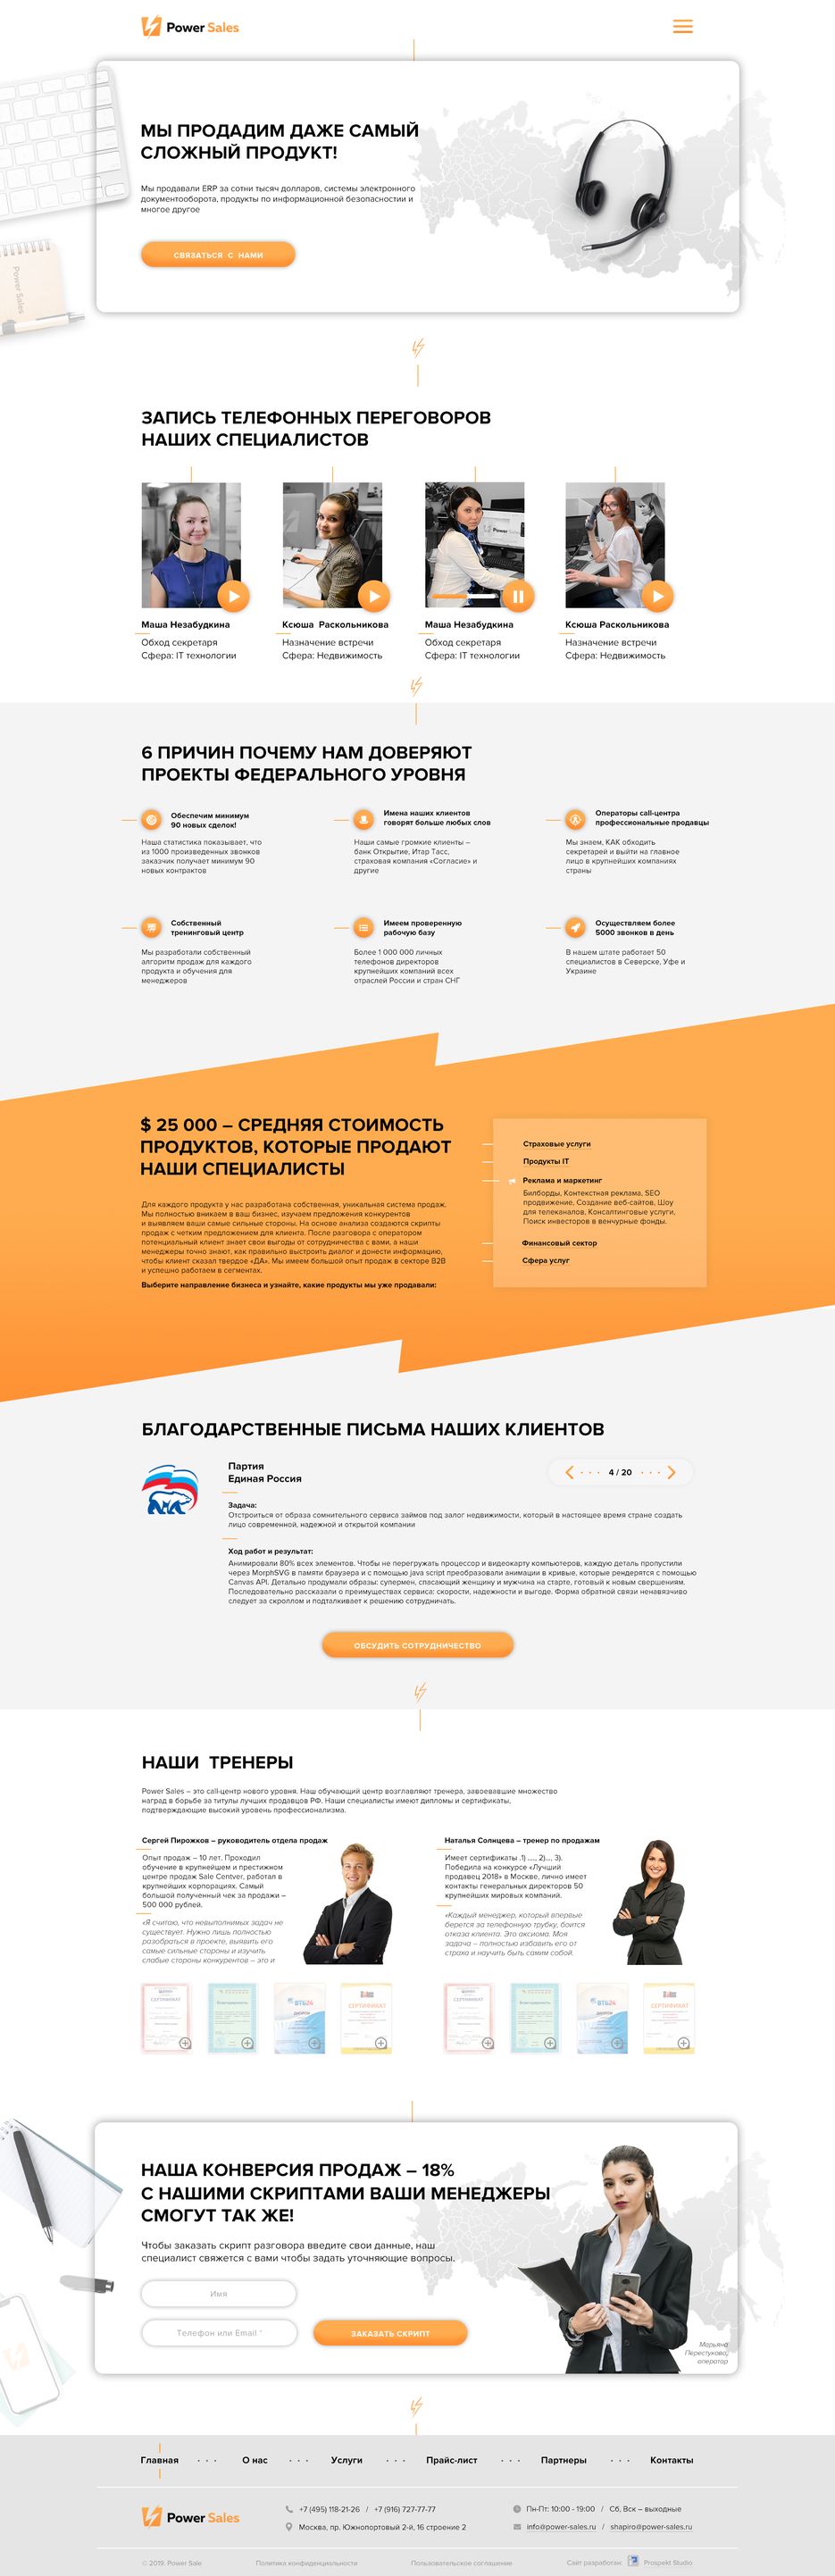 Power Sales
МЫ ПРОДАДИМ ДАЖЕ САМЫЙ
СЛОЖНЫЙ ПРОДУКТ!
Мы продавали ERP за сотни тысяч долларов, системы электронного
документооборота, продукты по информационной безопасностии и
многое другое
СВЯЗАТЬСЯ С НАМИ
Power Sales
ЗАПИСЬ ТЕЛЕФОННЫХ ПЕРЕГОВОРОВ
НАШИХ СПЕЦИАЛИСТОВ
Power
Маша Незабудкина
Обход секретаря
Сфера: IT технологии
Ксюша Раскольникова
Назначение встречи
Сфера: Недвижимость
Маша Незабудкина
Обход секретаря
Сфера: IT технологии
Ксюша Раскольникова
Назначение встречи
Сфера: Недвижимость
6 ПРИЧИН ПОЧЕМУ НАМ ДОВЕРЯЮТ
ПРОЕКТЫ ФЕДЕРАЛЬНОГО УРОВНЯ
Обеспечим минимум
90 новых сделок!
Наша статистика показывает, что
из 1000 произведенных звонков
заказчик получает минимум 90
новых контрактов
Имена наших клиентов
говорят больше любых слов
Наши самые громкие клиенты –
банк Открытие, Итар Тасс,
страховая компания «Согласие» и
другие
Операторы call-центра
профессиональные продавцы
Мы знаем, КАК обходить
секретарей и выйти на главное
лицо в крупнейших компаниях
страны
Собственный
тренинговый центр
Мы разработали собственный
алгоритм продаж для каждого
продукта и обучения для
менеджеров
Имеем проверенную
рабочую базу
Более 1 000 000 личных
телефонов директоров
крупнейших компаний всех
отраслей России и стран СНГ
Осуществляем более
5000 звонков в день
В нашем штате работает 50
специалистов в Северске, Уфе и
Украине
$ 25 000 – СРЕДНЯЯ СТОИМОСТЬ
ПРОДУКТОВ, КОТОРЫЕ ПРОДАЮТ
НАШИ СПЕЦИАЛИСТЫ
Для каждого продукта у нас разработана собственная, уникальная система продаж.
Мы полностью вникаем в ваш бизнес, изучаем предложения конкурентов
и выявляем ваши самые сильные стороны. На основе анализа создаются скрипты
продаж с четким предложением для клиента. После разговора с оператором
потенциальный клиент знает свои выгоды от сотрудничества с вами, а наши
менеджеры точно знают, как правильно выстроить диалог и донести информацию,
чтобы клиент сказал твердое «ДА». Мы имеем большой опыт продаж в секторе B2B
и успешно работаем в сегментах.
Выберите направление бизнеса и узнайте, какие продукты мы уже продавали:
Страховые услуги
Продукты IT
Реклама и маркетинг
Билборды, Контекстная реклама, SEO
продвижение, Создание веб-сайтов, Шоу
для телеканалов, Консалтинговые услуги,
Поиск инвесторов в венчурные фонды.
Финансовый сектор
Сфера услуг
БЛАГОДАРСТВЕННЫЕ ПИСЬМА НАШИХ КЛИЕНТОВ
Партия
Единая Россия
4 / 20
Задача:
Отстроиться от образа сомнительного сервиса займов под залог недвижимости, который в настоящее время стране создать
лицо современной, надежной и открытой компании
Ход работ и результат:
Анимировали 80% всех элементов. Чтобы не перегружать процессор и видеокарту компьютеров, каждую деталь пропустили
через MorphSVG в памяти браузера и с помощью java script преобразовали анимации в кривые, которые рендерятся с помощью
Canvas API. Детально продумали образы: супермен, спасающий женщину и мужчина на старте, готовый к новым свершениям.
Последовательно рассказали о преимуществах сервиса: скорости, надежности и выгоде. Форма обратной связи ненавязчиво
следует за скроллом и подталкивает к решению сотрудничать.
ОБСУДИТЬ СОТРУДНИЧЕСТВО
НАШИ ТРЕНЕРЫ
Power Sales – это call-центр нового уровня. Наш обучающий центр возглавляют тренера, завоевавшие множество
наград в борьбе за титулы лучших продавцов РФ. Наши специалисты имеют дипломы и сертификаты,
подтверждающие высокий уровень профессионализма.
Сергей Пирожков – руководитель отдела продаж
Опыт продаж – 10 лет. Проходил
обучение в крупнейшем и престижном
центре продаж Sale Centver, работал в
крупнейших корпорациях. Самый
большой полученный чек за продажи –
500 000 рублей.
«Я считаю, что невыполнимых задач не
существует. Нужно лишь полностью
разобраться в проекте, выявить его
самые сильные стороны и изучить
слабые стороны конкурентов – это и
Наталья Солнцева – тренер по продажам
Имеет сертификаты .1) ...., 2)..., 3).
Победила на конкурсе «Лучший
продавец 2018» в Москве, лично имеет
контакты генеральных директоров 50
крупнейших мировых компаний.
«Каждый менеджер, который впервые
берется за телефонную трубку, боится
отказа клиента. Это аксиома. Моя
задача – полностью избавить его от
страха и научить быть самим собой.
СЕРТИФИКАТ
Благодарность
ВТБ24
СЕРТИФИКАТ
СЕРТИФИКАТ
Благодарность
ВТБ24
СЕРТИФИКАТ
НАША КОНВЕРСИЯ ПРОДАЖ – 18%
С НАШИМИ СКРИПТАМИ ВАШИ МЕНЕДЖЕРЫ
СМОГУТ ТАК ЖЕ!
Чтобы заказать скрипт разговора введите свои данные, наш
специалист свяжется с вами чтобы задать уточняющие вопросы.
Имя
Телефон или Email *
ЗАКАЗАТЬ СКРИПТ
Марьяна
Перестукова,
оператор
Главная
О нас
Услуги
Прайс-лист
Партнеры
Контакты
Power Sales
+7 (495) 118-21-26 / +7 (916) 727-77-77
Москва, пр. Южнопортовый 2-й, 16 строение 2
Пн-Пт: 10:00 - 19:00 / Сб, Вск – выходные
info@power-sales.ru / shapiro@power-sales.ru
© 2019 Power Sale
Политика конфиденциальности
Пользовательское соглашение
Сайт разработан: Prospekt Studio